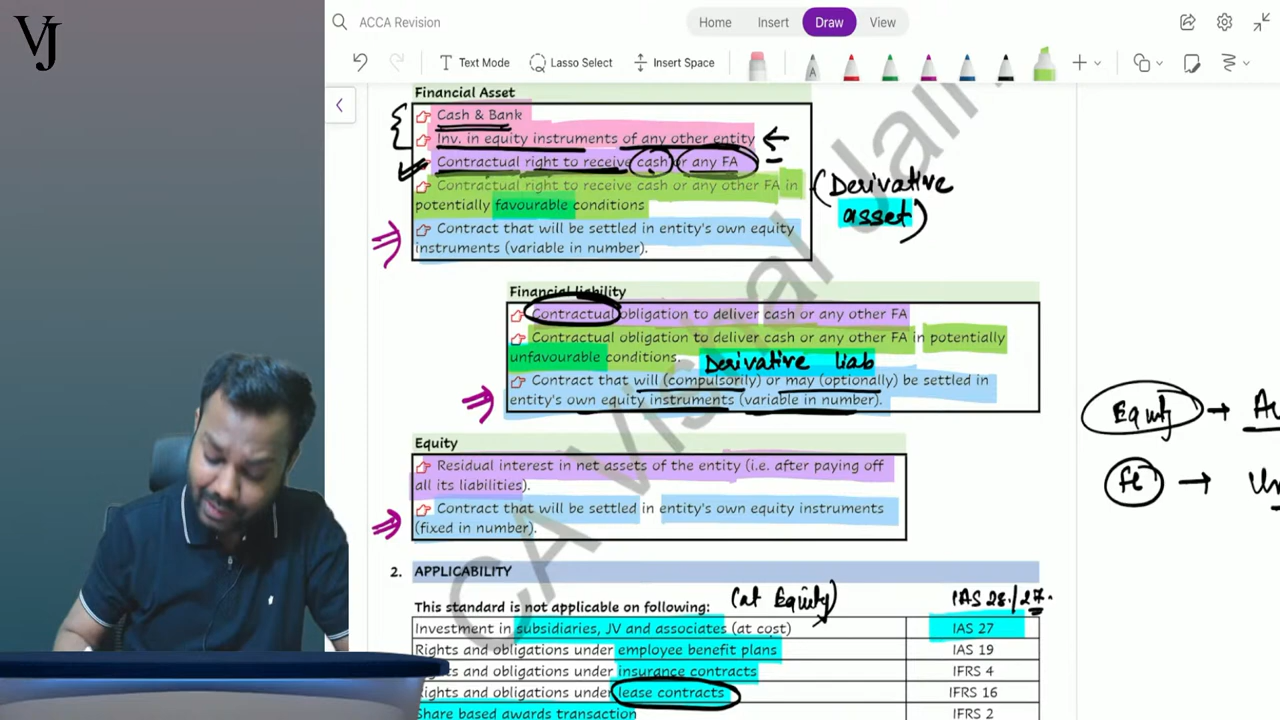 VJ
ACCA Revision
Home Insert Draw View
Text Mode Lasso Select Insert Space
Financial Asset
Cash & Bank
Inv. in equity instruments of any other entity
Contractual right to receive cash or any FA
Contractual right to receive cash or any other FA in
potentially favourable conditions
(Derivative
asset)
Contract that will be settled in entity's own equity
instruments (variable in number).
Financial liability
Contractual obligation to deliver cash or any other FA
Contractual obligation to deliver cash or any other FA in potentially
unfavourable conditions. Derivative liab
Contract that will (compulsorily) or may (optionally) be settled in
entity's own equity instruments (variable in number).
Equity →
Equity
Residual interest in net assets of the entity (i.e. after paying off
all its liabilities).
Contract that will be settled in entity's own equity instruments
(fixed in number).
→
2. APPLICABILITY
This standard is not applicable on following: (at Equity) IAS 28/27.
Investment in subsidiaries, JV and associates (at cost) IAS 27
Rights and obligations under employee benefit plans IAS 19
ights and obligations under insurance contracts IFRS 4
ights and obligations under lease contracts IFRS 16
Share based awards transaction IFRS 2
CA Vishal Jain